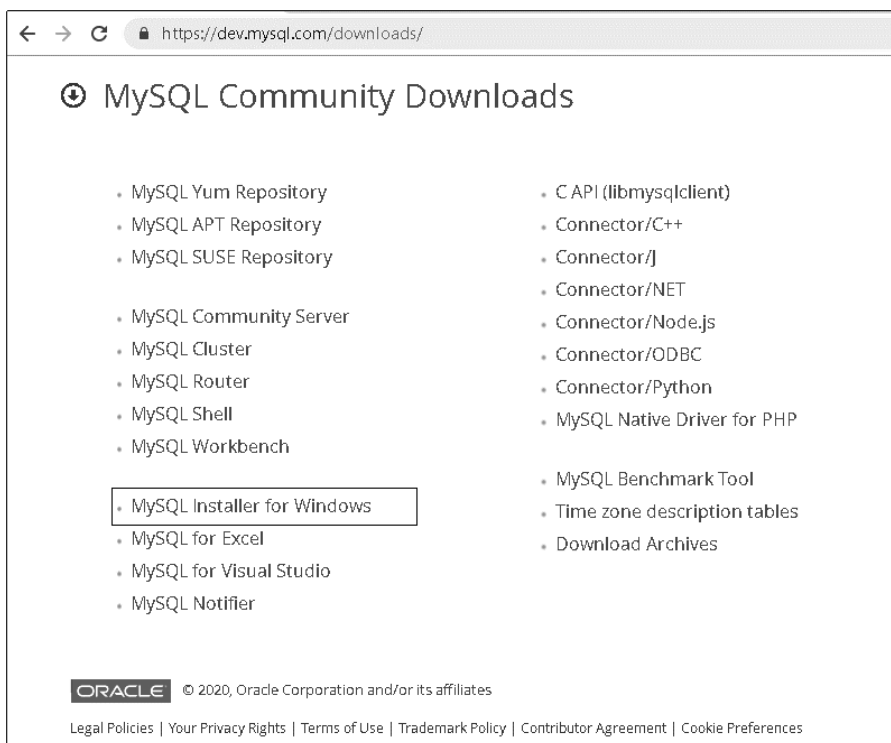 https://dev.mysql.com/downloads/
MySQL Community Downloads
MySQL Yum Repository
MySQL APT Repository
MySQL SUSE Repository
MySQL Community Server
MySQL Cluster
MySQL Router
MySQL Shell
MySQL Workbench
MySQL Installer for Windows
MySQL for Excel
MySQL for Visual Studio
MySQL Notifier
C API (libmysqlclient)
Connector/C++
Connector/J
Connector/NET
Connector/Node.js
Connector/ODBC
Connector/Python
MySQL Native Driver for PHP
MySQL Benchmark Tool
Time zone description tables
Download Archives
ORACLE © 2020, Oracle Corporation and/or its affiliates
Legal Policies | Your Privacy Rights | Terms of Use | Trademark Policy | Contributor Agreement | Cookie Preferences